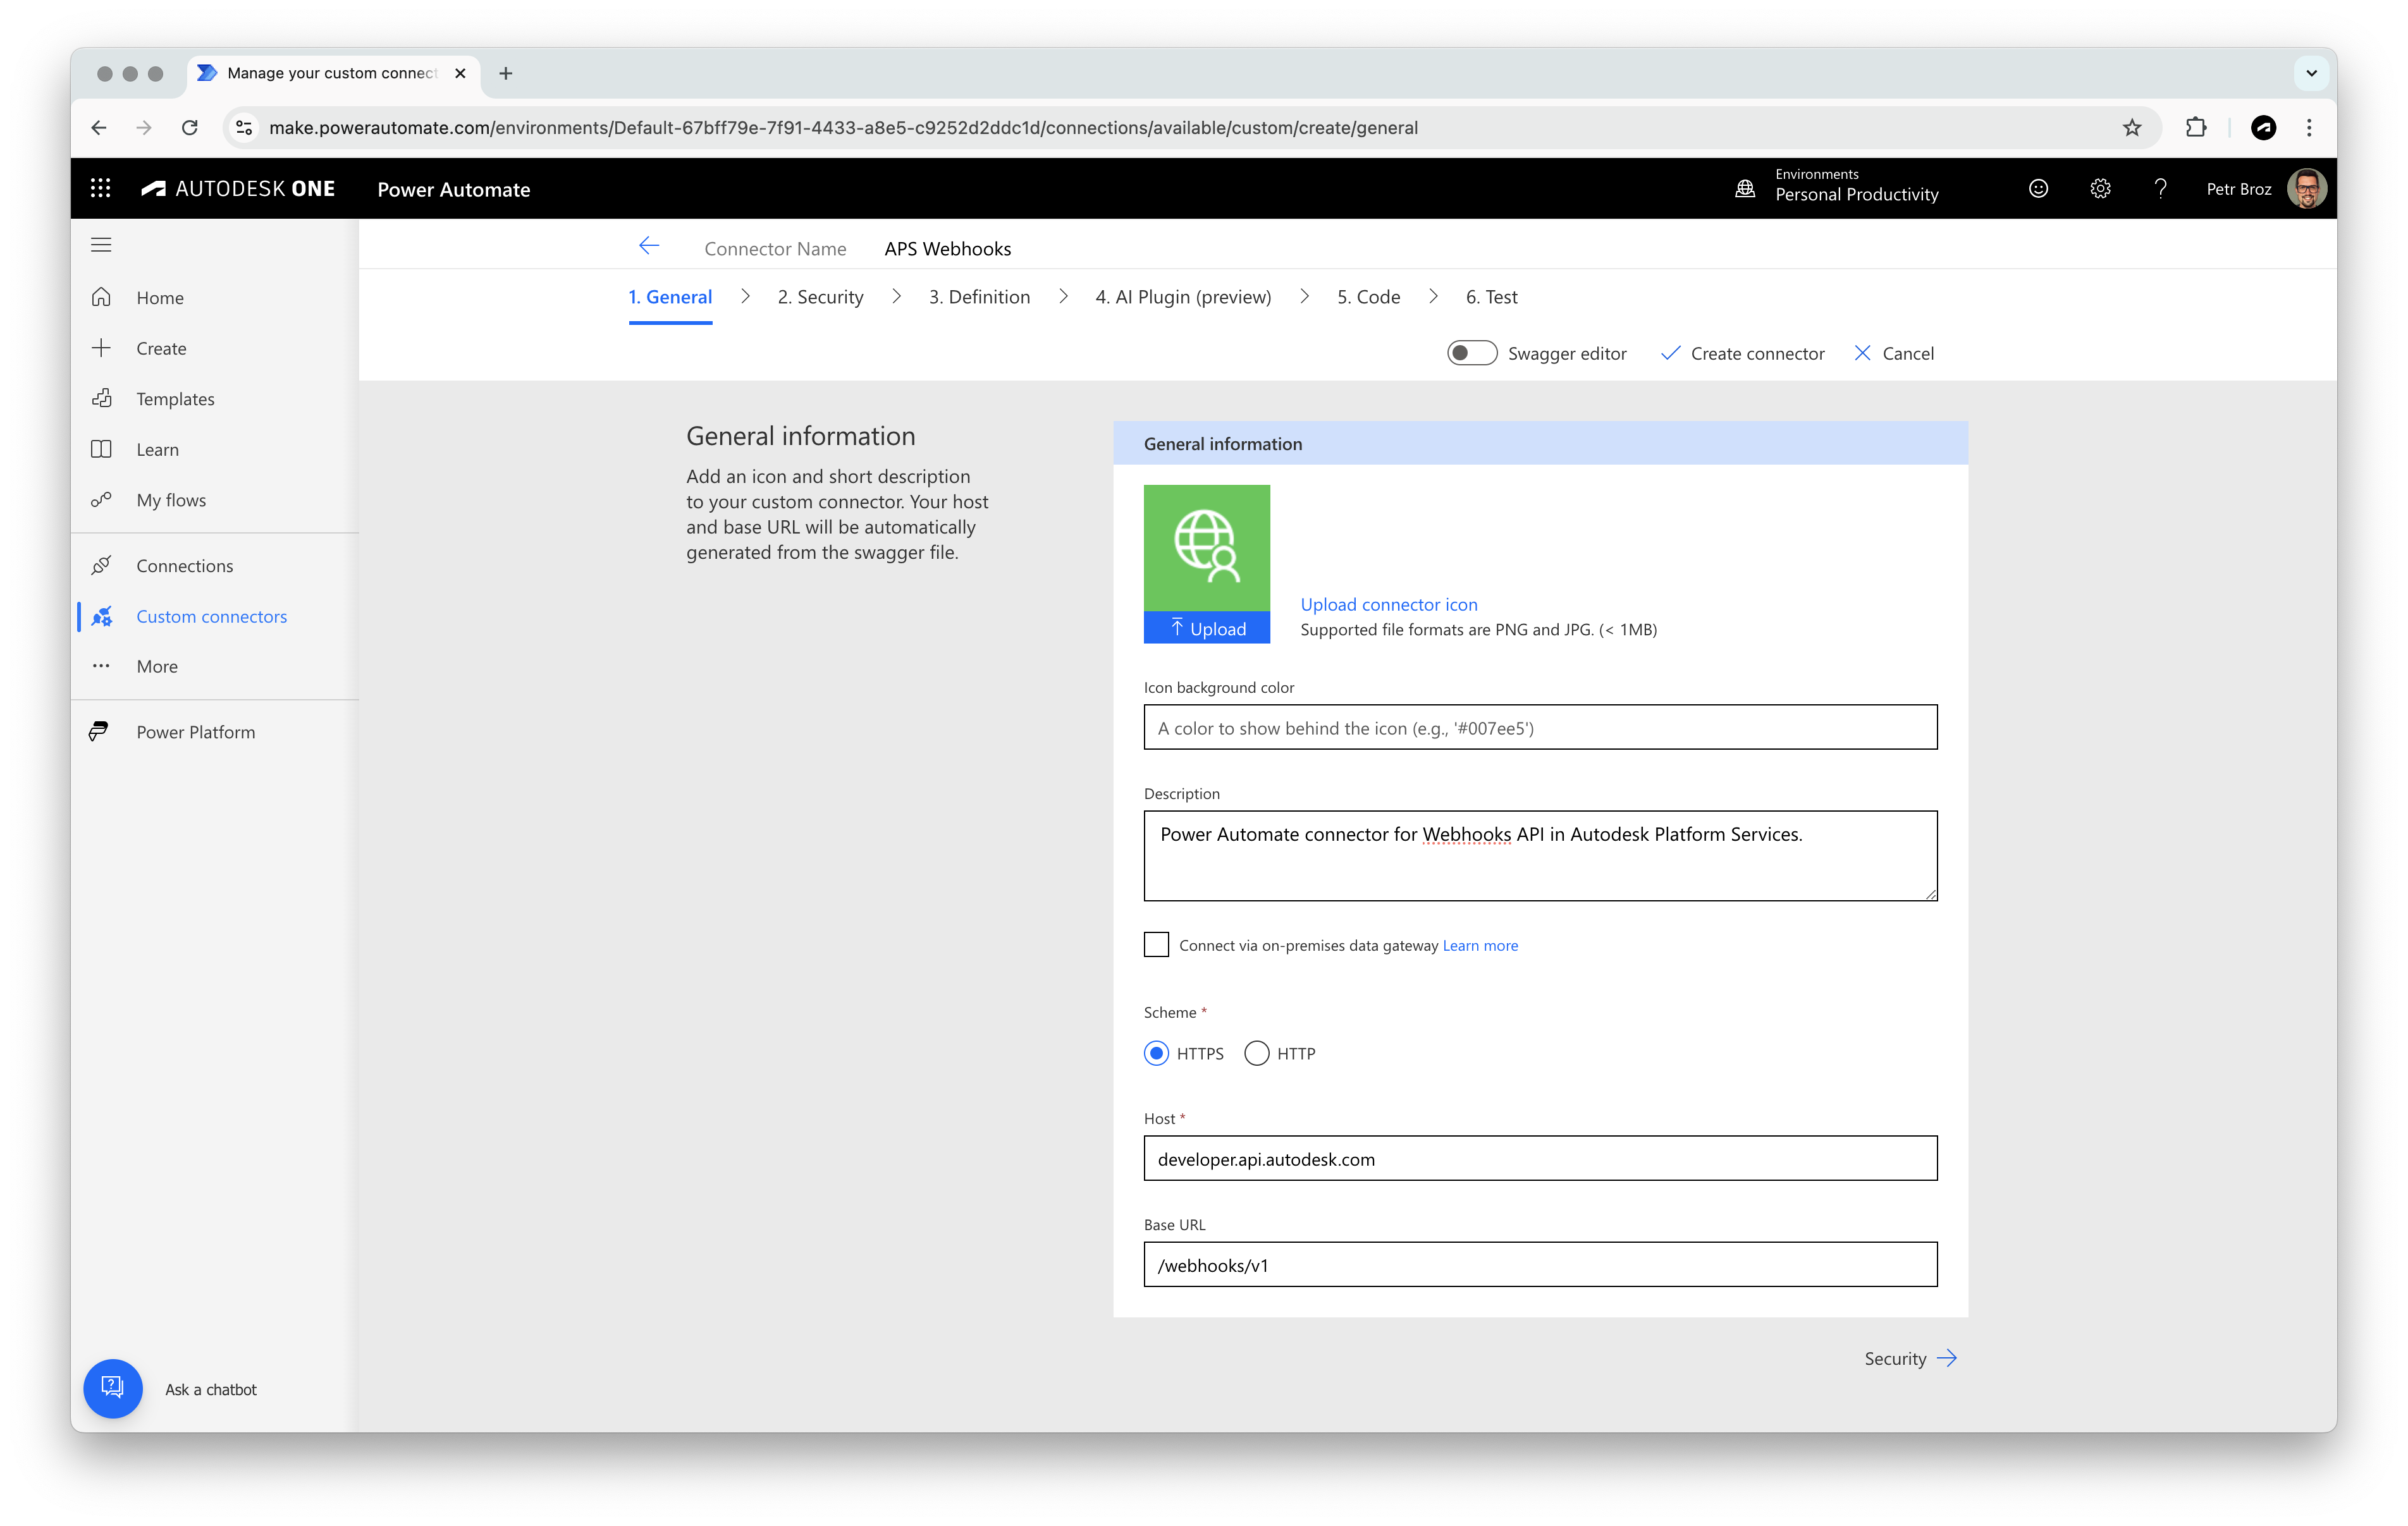 Manage your custom connect
make.powerautomate.com/environments/Default-67bff79e-7f91-4433-a8e5-c9252d2ddc1d/connections/available/custom/create/general
AUTODESK ONE
Power Automate
Environments
Personal Productivity
Petr Broz
Home
Create
Templates
Learn
My flows
Connections
Custom connectors
More
Power Platform
Ask a chatbot
Connector Name
APS Webhooks
1. General
2. Security
3. Definition
4. AI Plugin (preview)
5. Code
6. Test
Swagger editor
Create connector
Cancel
General information
Add an icon and short description
to your custom connector. Your host
and base URL will be automatically
generated from the swagger file.
General information
Upload
Upload connector icon
Supported file formats are PNG and JPG. (< 1MB)
Icon background color
A color to show behind the icon (e.g., '#007ee5')
Description
Power Automate connector for Webhooks API in Autodesk Platform Services.
Connect via on-premises data gateway Learn more
Scheme *
HTTPS
HTTP
Host *
developer.api.autodesk.com
Base URL
/webhooks/v1
Security